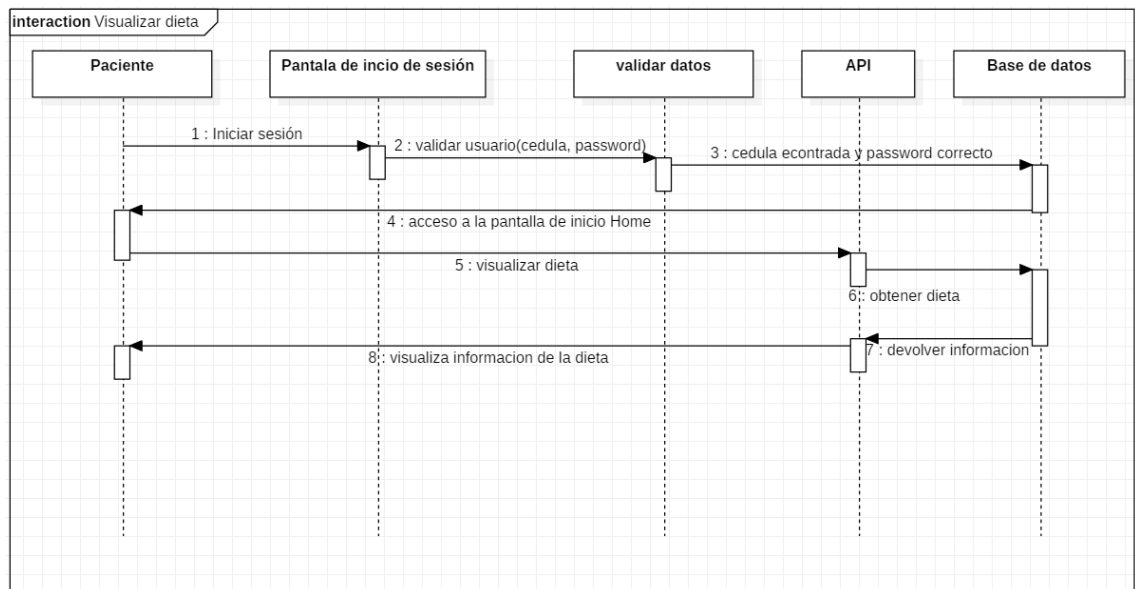 interaction Visualizar dieta
Paciente
Pantala de incio de sesión
validar datos
API
Base de datos
1 : Iniciar sesión
2 : validar usuario(cedula, password)
3 : cedula econtrada y password correcto
4 : acceso a la pantalla de inicio Home
5 : visualizar dieta
6 : obtener dieta
7 : devolver informacion
8 : visualiza informacion de la dieta